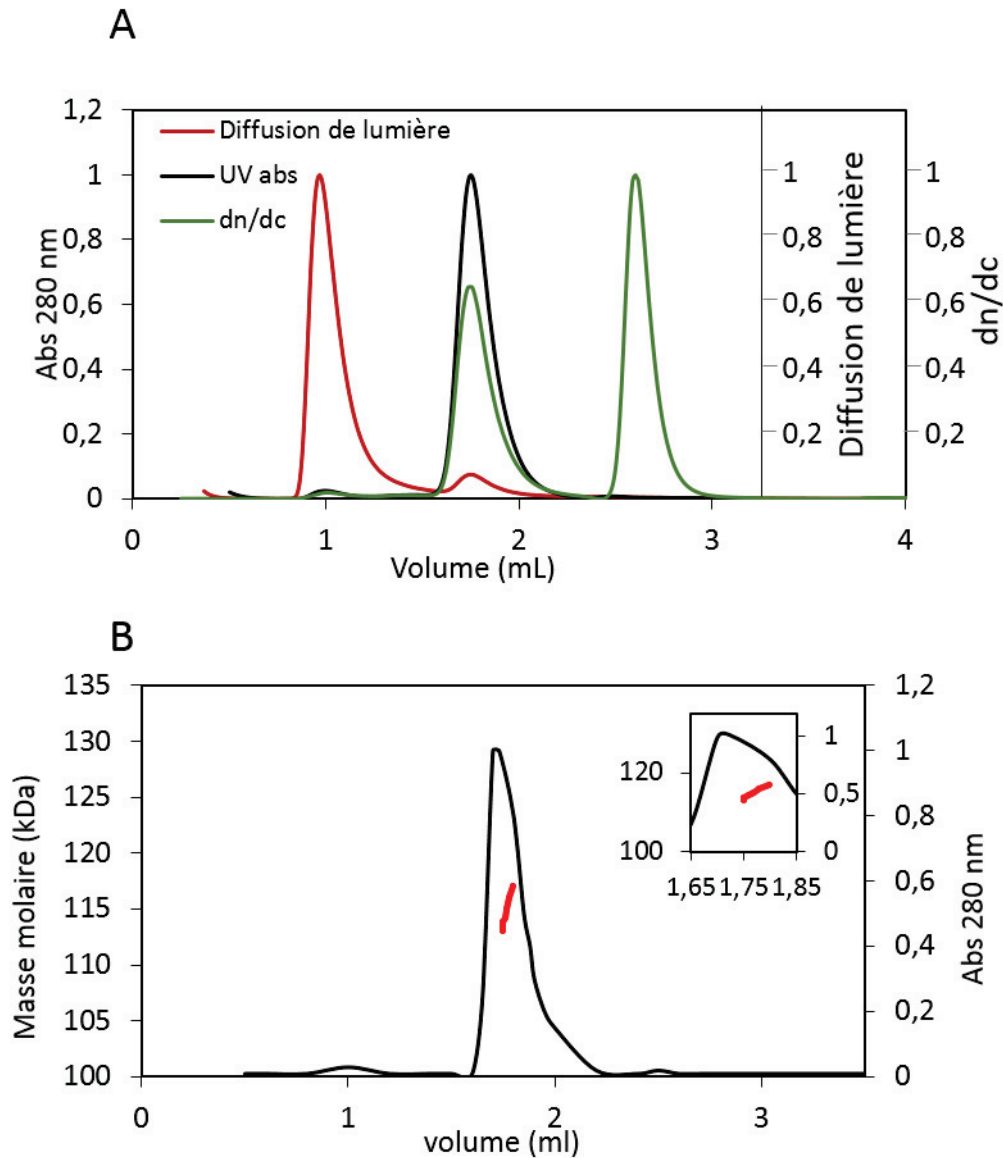 A
Abs 280 nm
1,2
1
0,8
0,6
0,4
0,2
0
Diffusion de lumière
UV abs
dn/dc
1
0,8
0,6
0,4
0,2
Diffusion de lumière
1
0,8
0,6
0,4
0,2
dn/dc
0 1 2 3 4
Volume (mL)
B
Masse molaire (kDa)
135
130
125
120
115
110
105
100
120
100
1
0,5
0
1,65 1,75 1,85
1,2
1
0,8
0,6
0,4
0,2
0
Abs 280 nm
0 1 2 3
volume (ml)